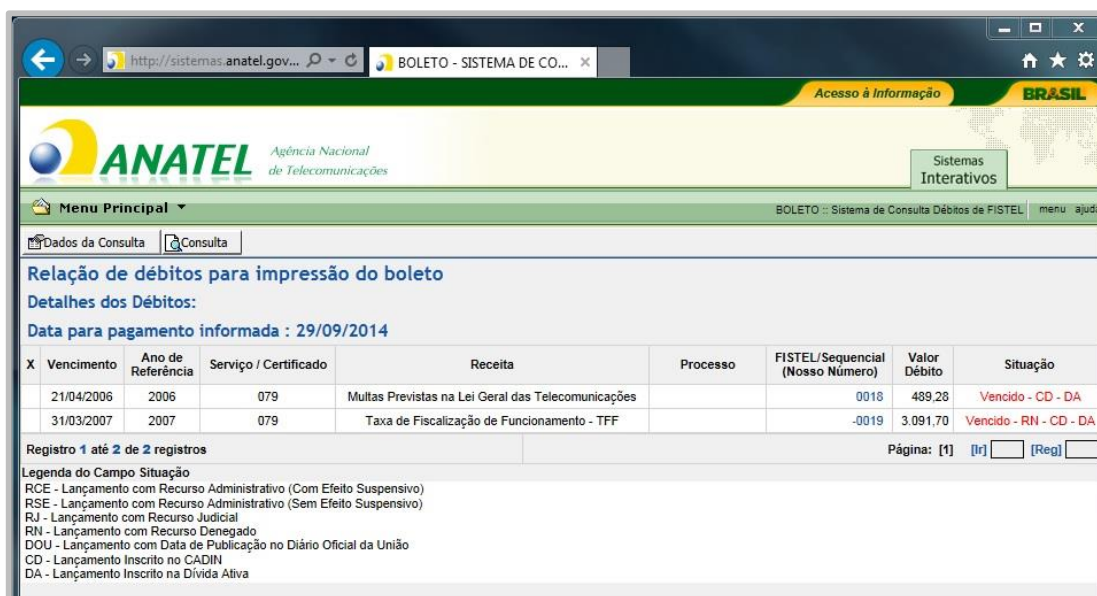 http://sistemas.anatel.gov...
BOLETO - SISTEMA DE CO...
Acesso à Informação
BRASIL
ANATEL
Agência Nacional
de Telecomunicações
Sistemas
Interativos
Menu Principal
BOLETO :: Sistema de Consulta Débitos de FISTEL menu ajuda
Dados da Consulta Consulta
Relação de débitos para impressão do boleto
Detalhes dos Débitos:
Data para pagamento informada : 29/09/2014
X Vencimento Ano de Referência Serviço / Certificado Receita Processo FISTEL/Sequencial (Nosso Número) Valor Débito Situação
21/04/2006 2006 079 Multas Previstas na Lei Geral das Telecomunicações 0018 489,28 Vencido - CD - DA
31/03/2007 2007 079 Taxa de Fiscalização de Funcionamento - TFF -0019 3.091,70 Vencido - RN - CD - DA
Registro 1 até 2 de 2 registros Página: [1] [Ir] [Reg]
Legenda do Campo Situação
RCE - Lançamento com Recurso Administrativo (Com Efeito Suspensivo)
RSE - Lançamento com Recurso Administrativo (Sem Efeito Suspensivo)
RJ - Lançamento com Recurso Judicial
RN - Lançamento com Recurso Denegado
DOU - Lançamento com Data de Publicação no Diário Oficial da União
CD - Lançamento Inscrito no CADIN
DA - Lançamento Inscrito na Dívida Ativa